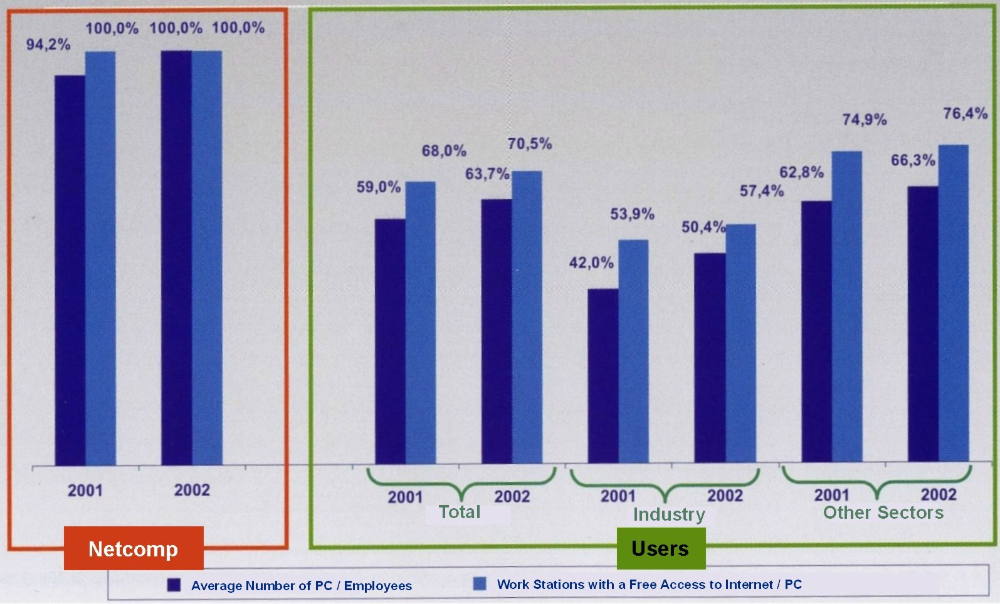 100,0% 100,0% 100,0%
94,2%
76,4%
74,9%
70,5%
68,0%
66,3%
63,7%
62,8%
59,0%
57,4%
53,9%
50,4%
42,0%
2001 2002 2001 2002 2001 2002 2001 2002
Total Industry Other Sectors
Netcomp Users
Average Number of PC / Employees Work Stations with a Free Access to Internet / PC